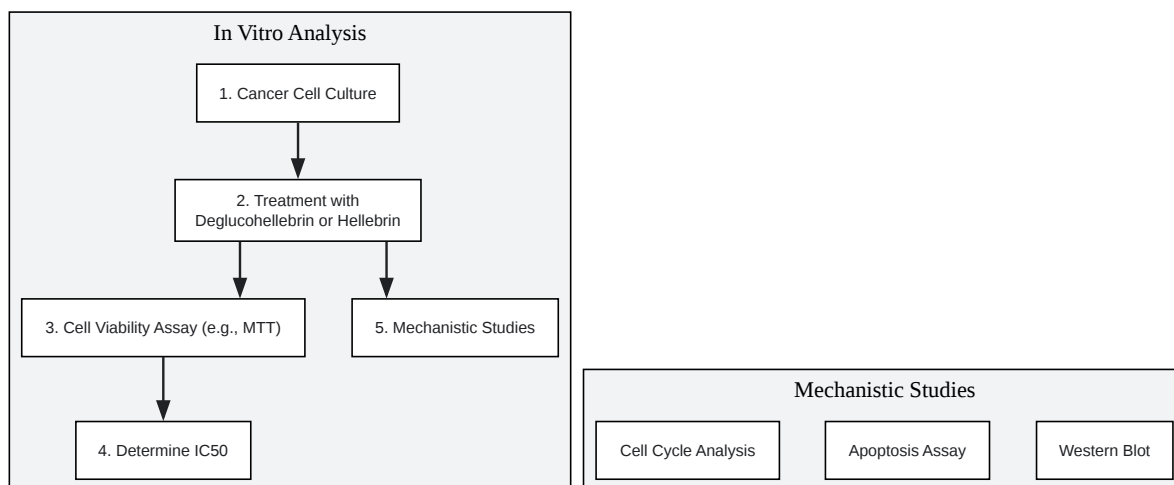 In Vitro Analysis
1. Cancer Cell Culture
2. Treatment with
Deglucohellebrin or Hellebrin
3. Cell Viability Assay (e.g., MTT)
5. Mechanistic Studies
4. Determine IC50
Mechanistic Studies
Cell Cycle Analysis
Apoptosis Assay
Western Blot